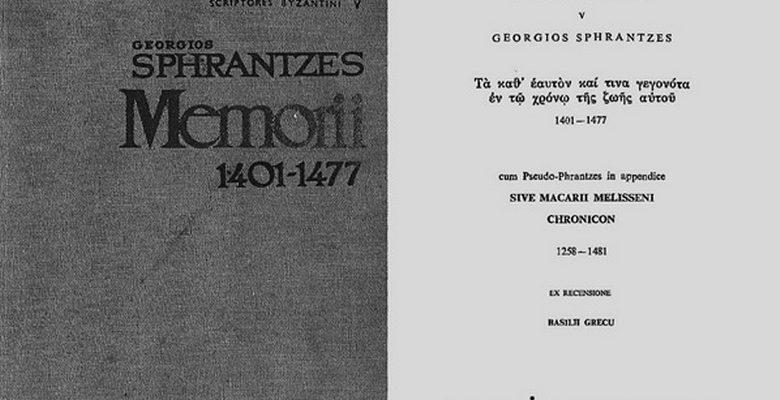 SCRIPTORES BYZANTINI V
GEORGIOS
SPHRANTZES
Memorii
1401-1477
V
GEORGIOS SPHRANTZES
Τὰ καθ' ἑαυτὸν καί τινα γεγονότα
ἐν τῷ χρόνῳ τῆς ζωῆς αὐτοῦ
1401—1477
cum Pseudo-Phrantzes in appendice
SIVE MACARII MELISSENI
CHRONICON
1258—1481
EX RECENSIONE
BASILII GRECU